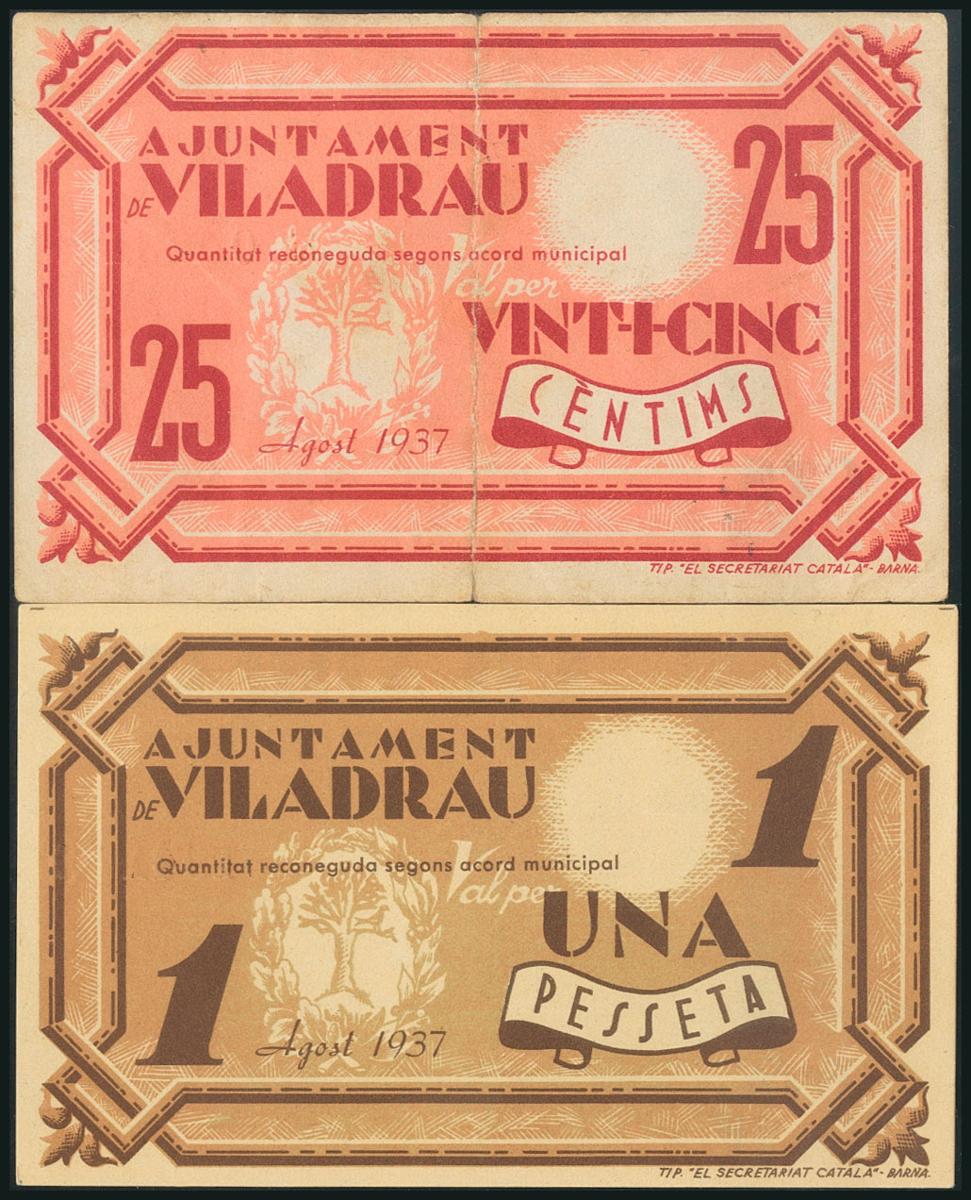 AJUNTAMENT
DE VILADRAU
25
Quantitat reconeguda segons acord municipal
Val per
VINT-I-CINC
CÈNTIMS
25
Agost 1937
TIP. "EL SECRETARIAT CATALÀ" - BARNA.
AJUNTAMENT
DE VILADRAU
1
Quantitat reconeguda segons acord municipal
Val per
UNA
PESSETA
1
Agost 1937
TIP. "EL SECRETARIAT CATALÀ" - BARNA.